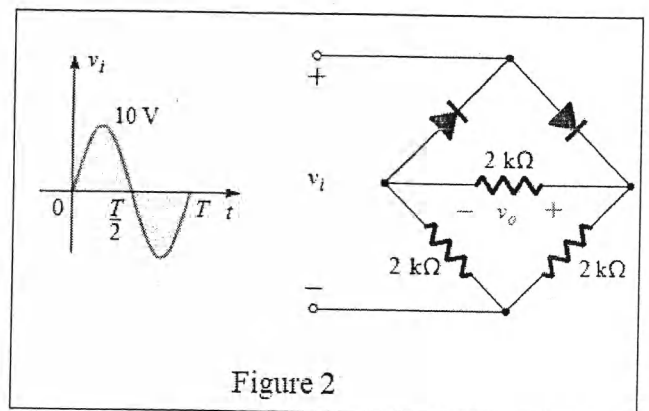 v_i
10 V
0
T/2
T
t
+
v_i
−
2 kΩ
− v_o +
2 kΩ
2 kΩ
Figure 2